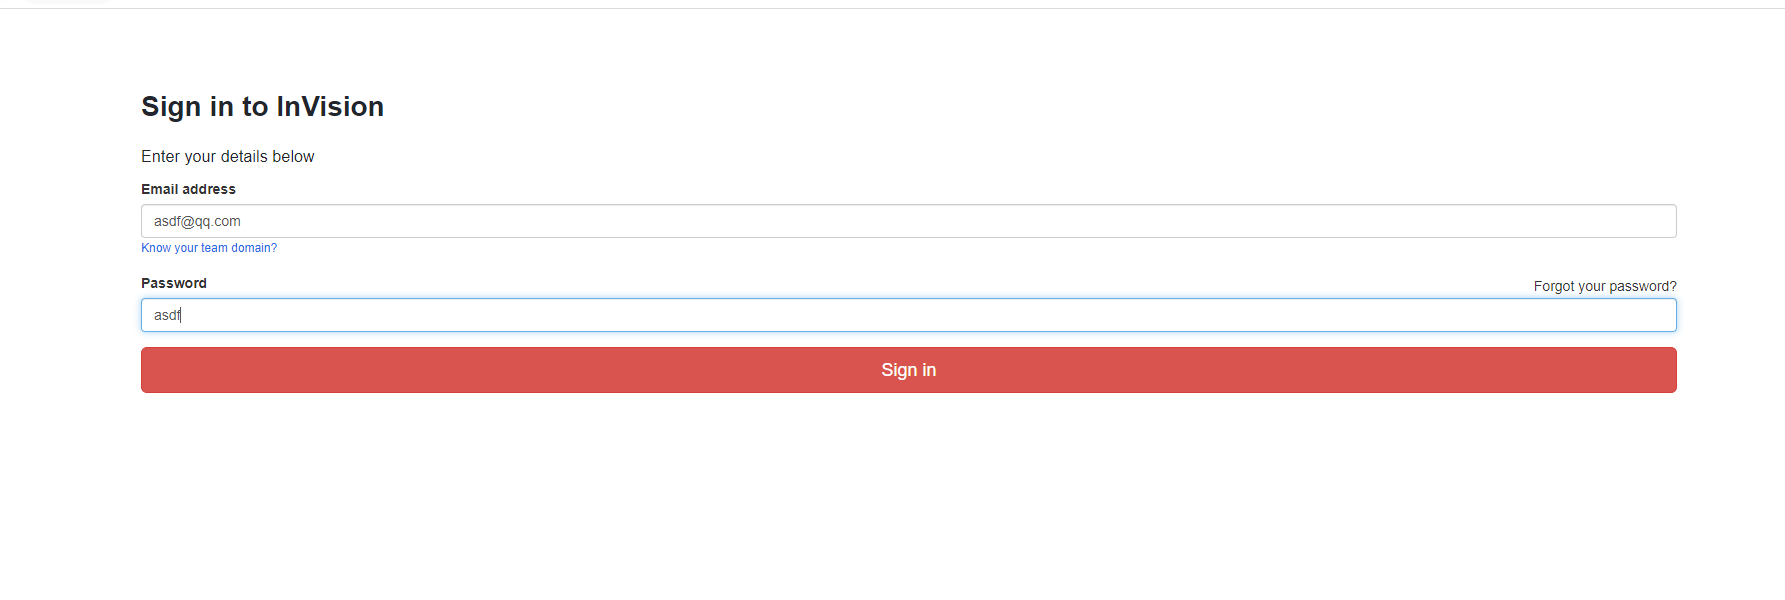 Sign in to InVision
Enter your details below
Email address
asdf@qq.com
Know your team domain?
Password
Forgot your password?
asdf
Sign in